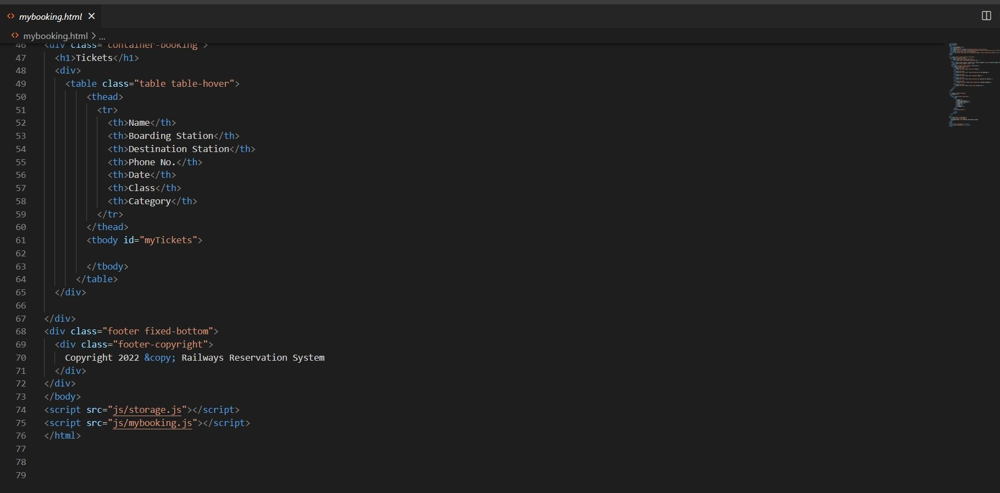 mybooking.html
mybooking.html > ...
46 <div class="container-booking">
47 <h1>Tickets</h1>
48 <div>
49 <table class="table table-hover">
50 <thead>
51 <tr>
52 <th>Name</th>
53 <th>Boarding Station</th>
54 <th>Destination Station</th>
55 <th>Phone No.</th>
56 <th>Date</th>
57 <th>Class</th>
58 <th>Category</th>
59 </tr>
60 </thead>
61 <tbody id="myTickets">
62
63 </tbody>
64 </table>
65 </div>
66
67 </div>
68 <div class="footer fixed-bottom">
69 <div class="footer-copyright">
70 Copyright 2022 &copy; Railways Reservation System
71 </div>
72 </div>
73 </body>
74 <script src="js/storage.js"></script>
75 <script src="js/mybooking.js"></script>
76 </html>
77
78
79